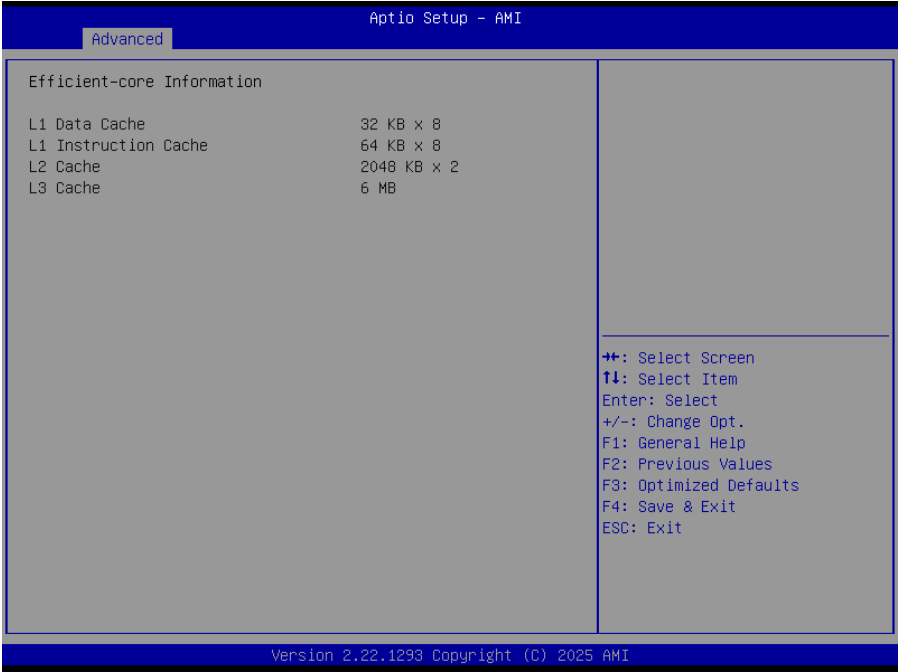 Aptio Setup – AMI
Advanced
Efficient-core Information
L1 Data Cache 32 KB x 8
L1 Instruction Cache 64 KB x 8
L2 Cache 2048 KB x 2
L3 Cache 6 MB
→←: Select Screen
↑↓: Select Item
Enter: Select
+/-: Change Opt.
F1: General Help
F2: Previous Values
F3: Optimized Defaults
F4: Save & Exit
ESC: Exit
Version 2.22.1293 Copyright (C) 2025 AMI